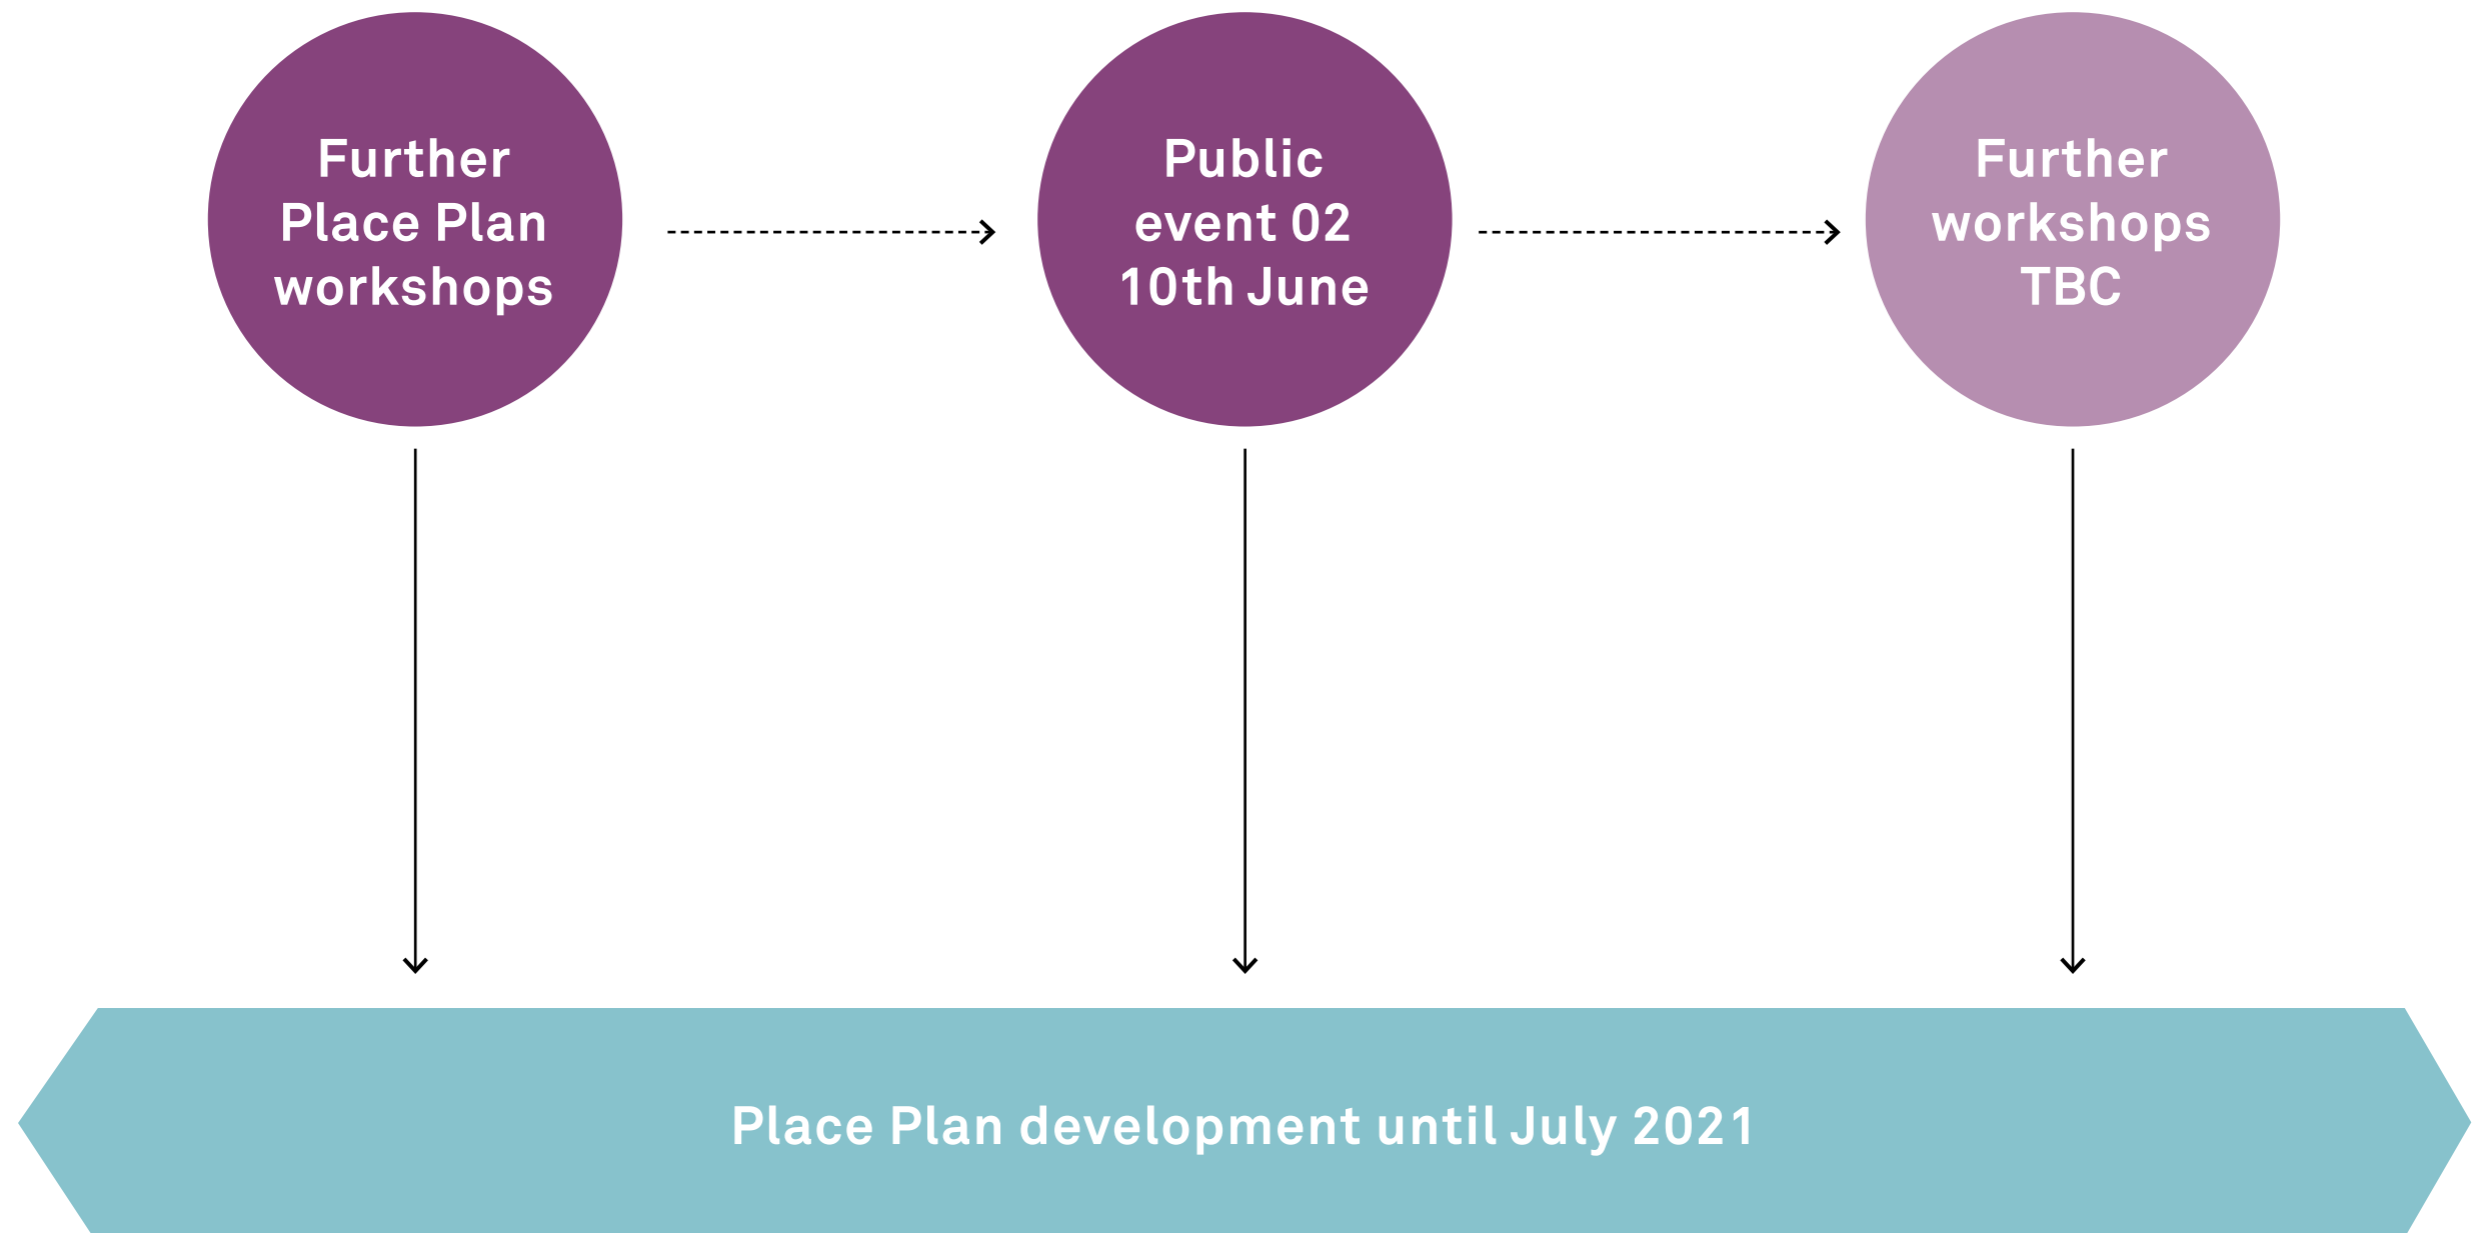 Further
Place Plan
workshops
Public
event 02
10th June
Further
workshops
TBC
Place Plan development until July 2021